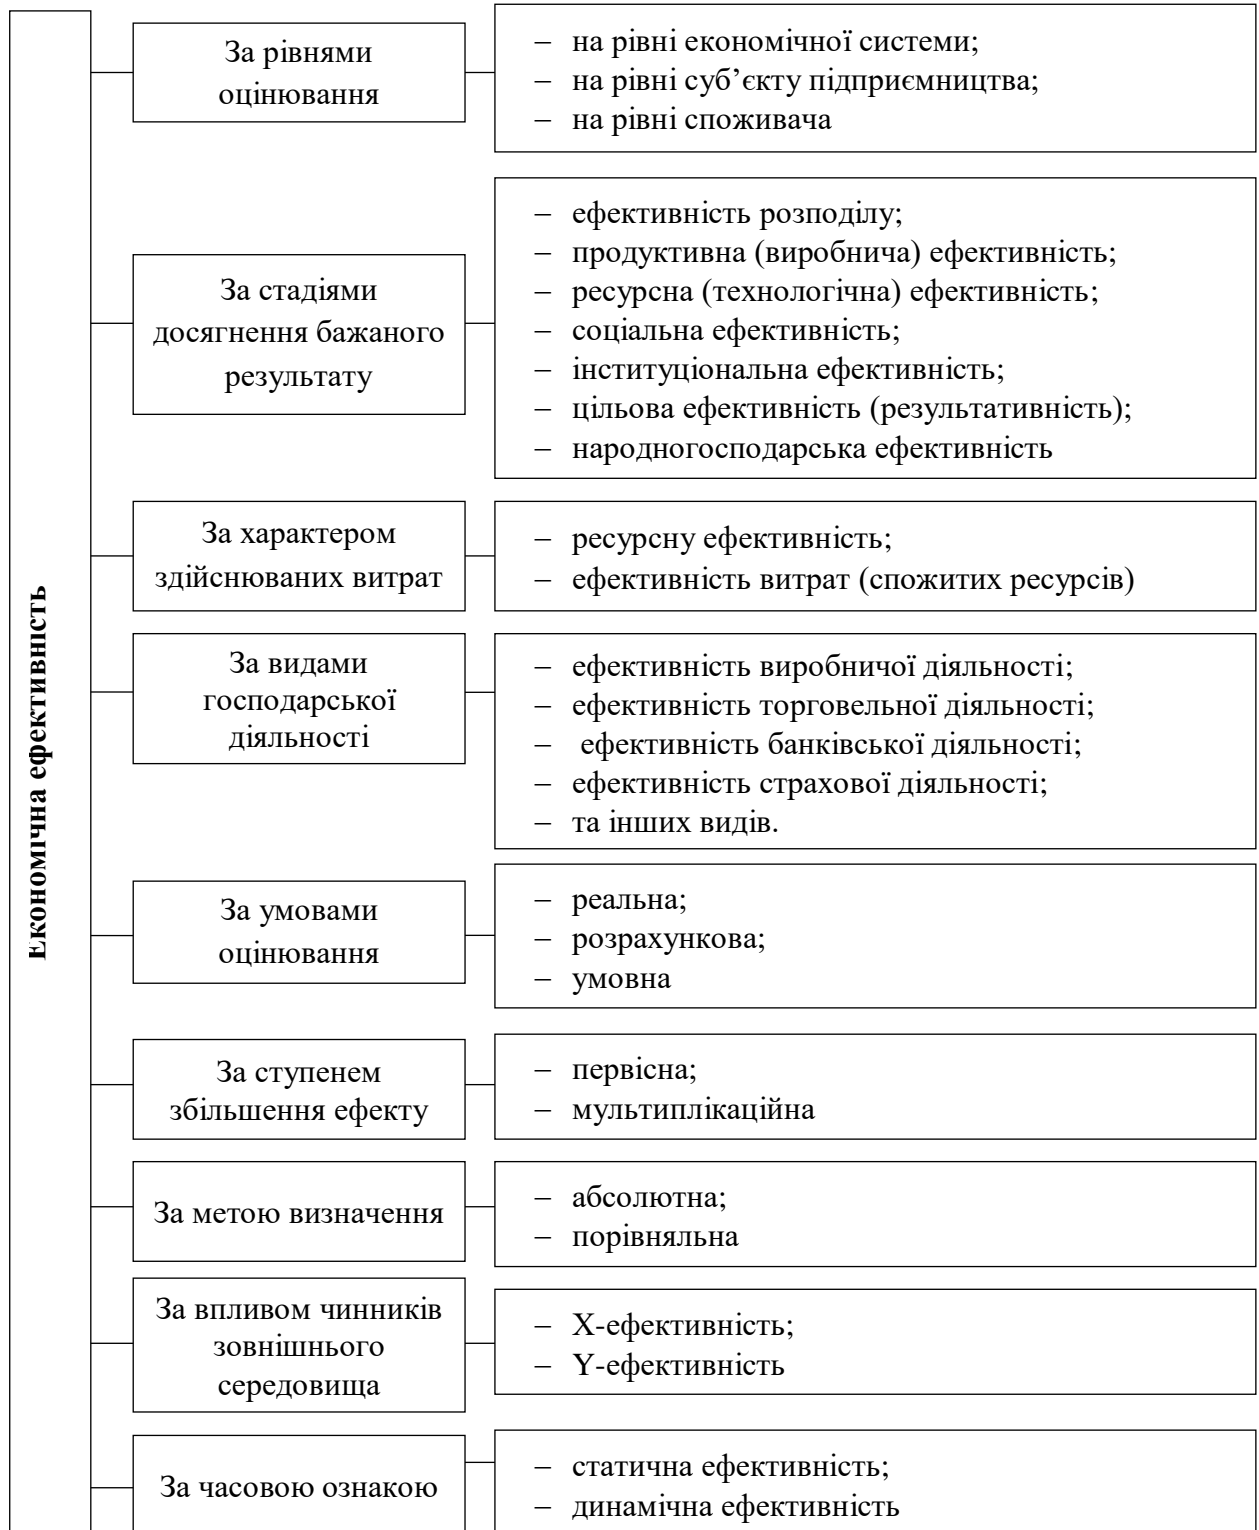 Економічна ефективність
За рівнями
оцінювання
– на рівні економічної системи;
– на рівні суб’єкту підприємництва;
– на рівні споживача
За стадіями
досягнення бажаного
результату
– ефективність розподілу;
– продуктивна (виробнича) ефективність;
– ресурсна (технологічна) ефективність;
– соціальна ефективність;
– інституціональна ефективність;
– цільова ефективність (результативність);
– народногосподарська ефективність
За характером
здійснюваних витрат
– ресурсну ефективність;
– ефективність витрат (спожитих ресурсів)
За видами
господарської
діяльності
– ефективність виробничої діяльності;
– ефективність торговельної діяльності;
– ефективність банківської діяльності;
– ефективність страхової діяльності;
– та інших видів.
За умовами
оцінювання
– реальна;
– розрахункова;
– умовна
За ступенем
збільшення ефекту
– первісна;
– мультиплікаційна
За метою визначення
– абсолютна;
– порівняльна
За впливом чинників
зовнішнього
середовища
– X-ефективність;
– Y-ефективність
За часовою ознакою
– статична ефективність;
– динамічна ефективність